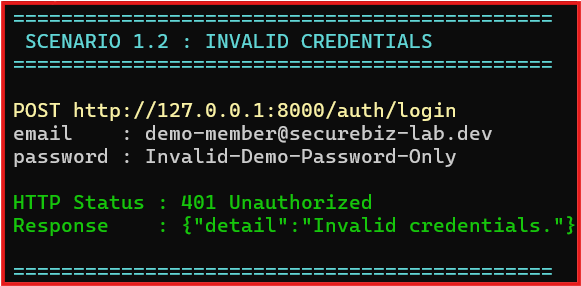 =============================================
SCENARIO 1.2 : INVALID CREDENTIALS
=============================================
POST http://127.0.0.1:8000/auth/login
email    : demo-member@securebiz-lab.dev
password : Invalid-Demo-Password-Only
HTTP Status : 401 Unauthorized
Response    : {"detail":"Invalid credentials."}
=============================================